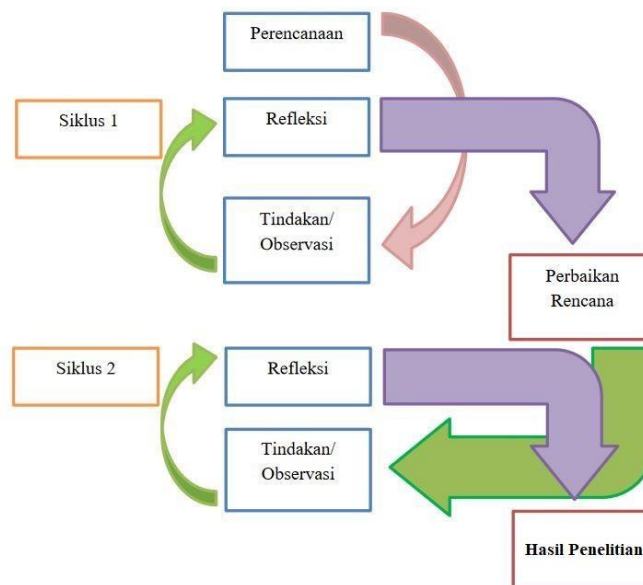 Perencanaan
Siklus 1
Refleksi
Tindakan/
Observasi
Perbaikan
Rencana
Siklus 2
Refleksi
Tindakan/
Observasi
Hasil Penelitian